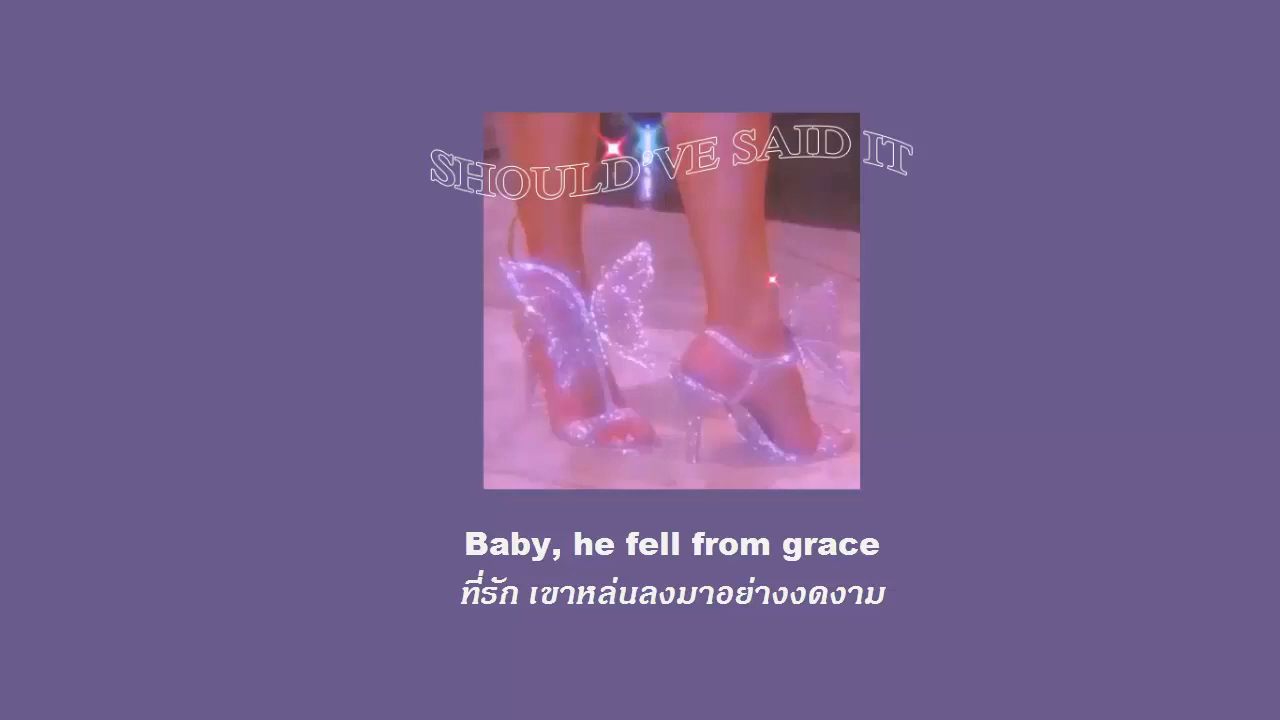 SHOULD'VE SAID IT
Baby, he fell from grace
ที่รัก เขาหล่นลงมาอย่างงดงาม